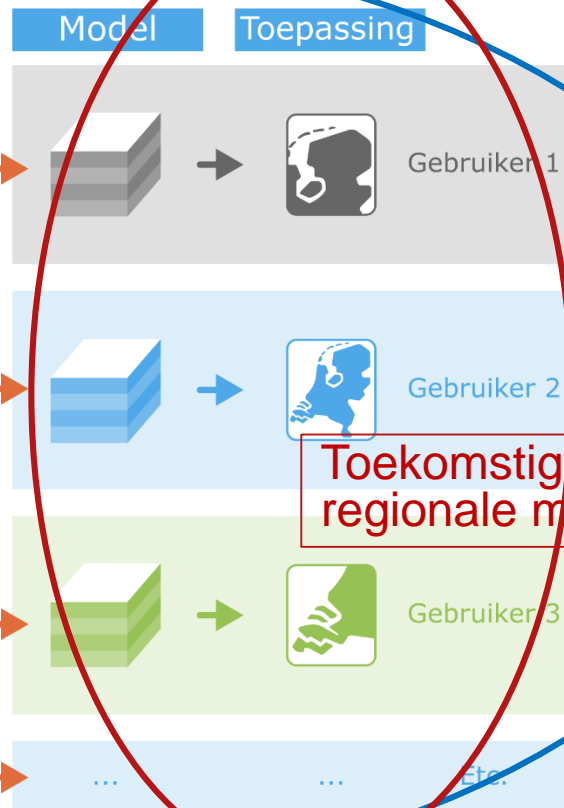 Model Toepassing
Gebruiker 1
Gebruiker 2
Toekomstig
regionale m
Gebruiker 3
... ... Etc.